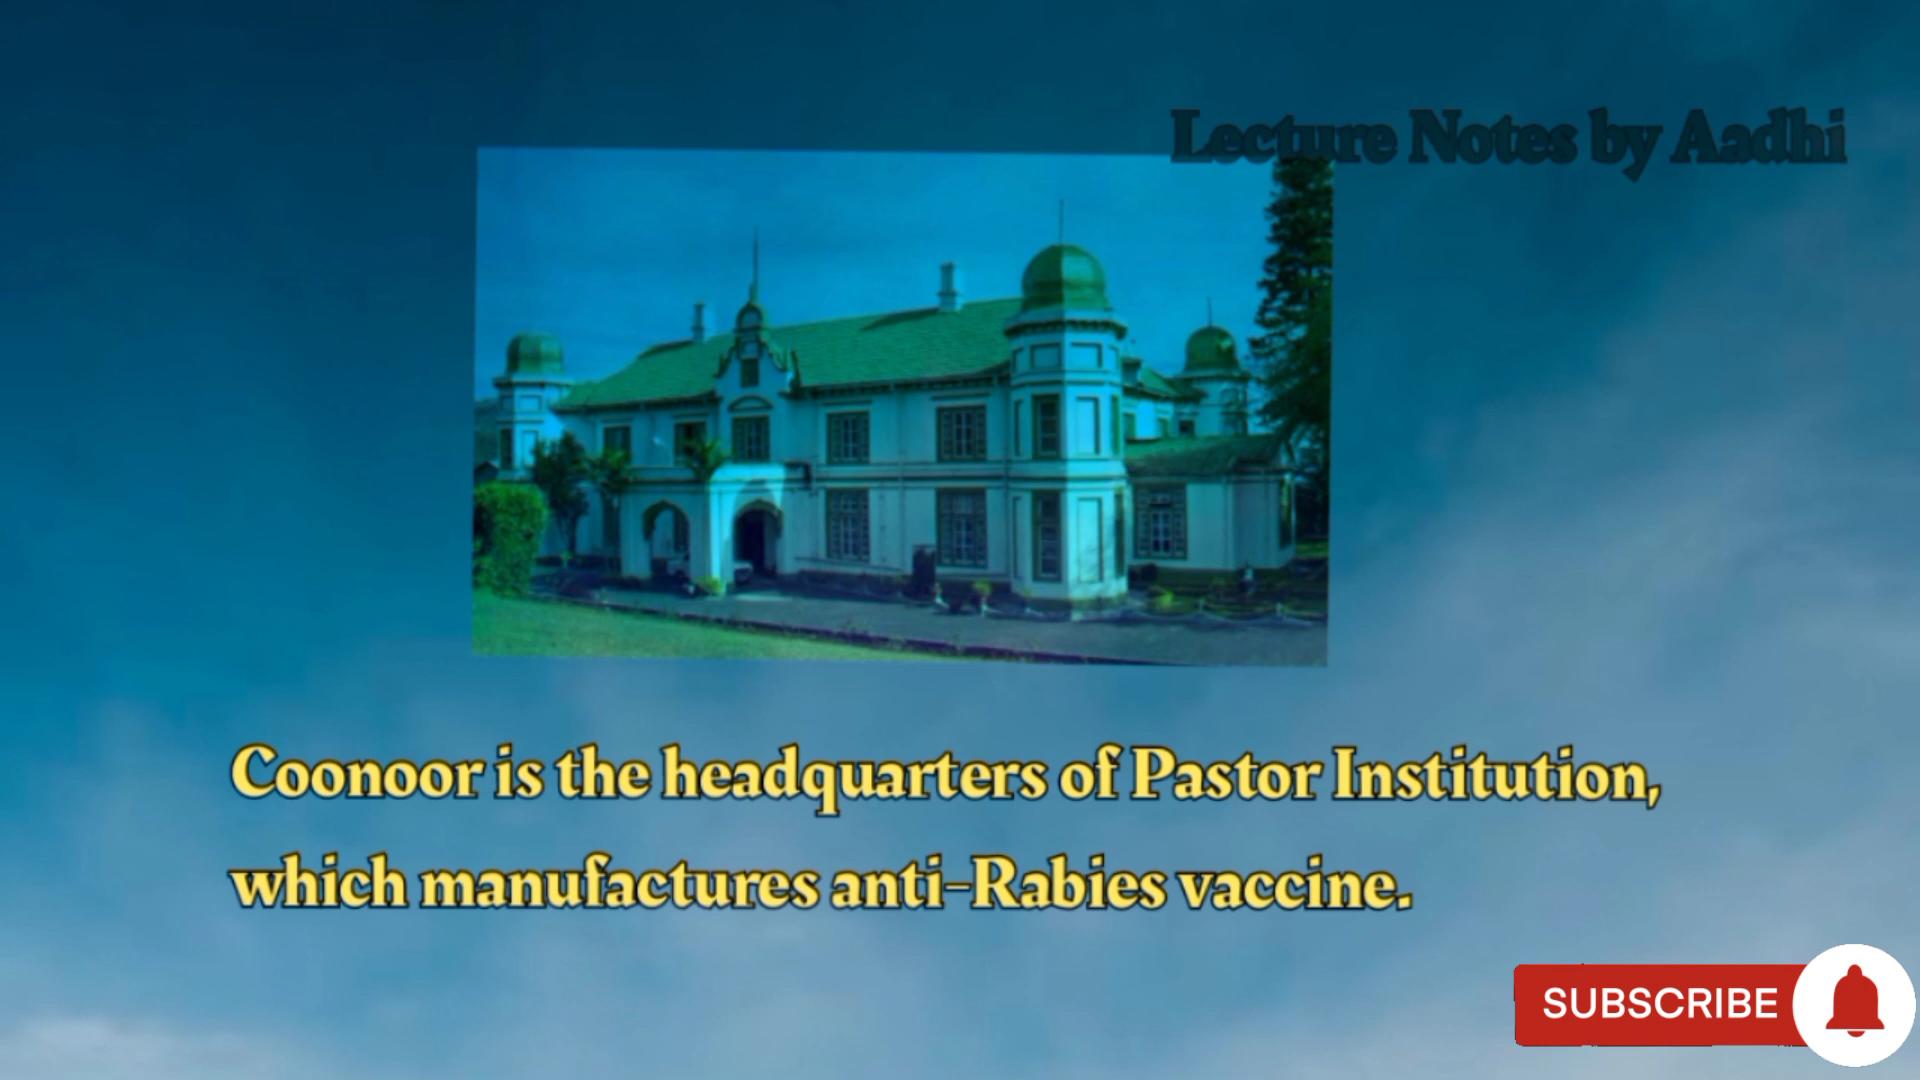 Lecture Notes by Aadhi
Coonoor is the headquarters of Pastor Institution,
which manufactures anti-Rabies vaccine.
SUBSCRIBE